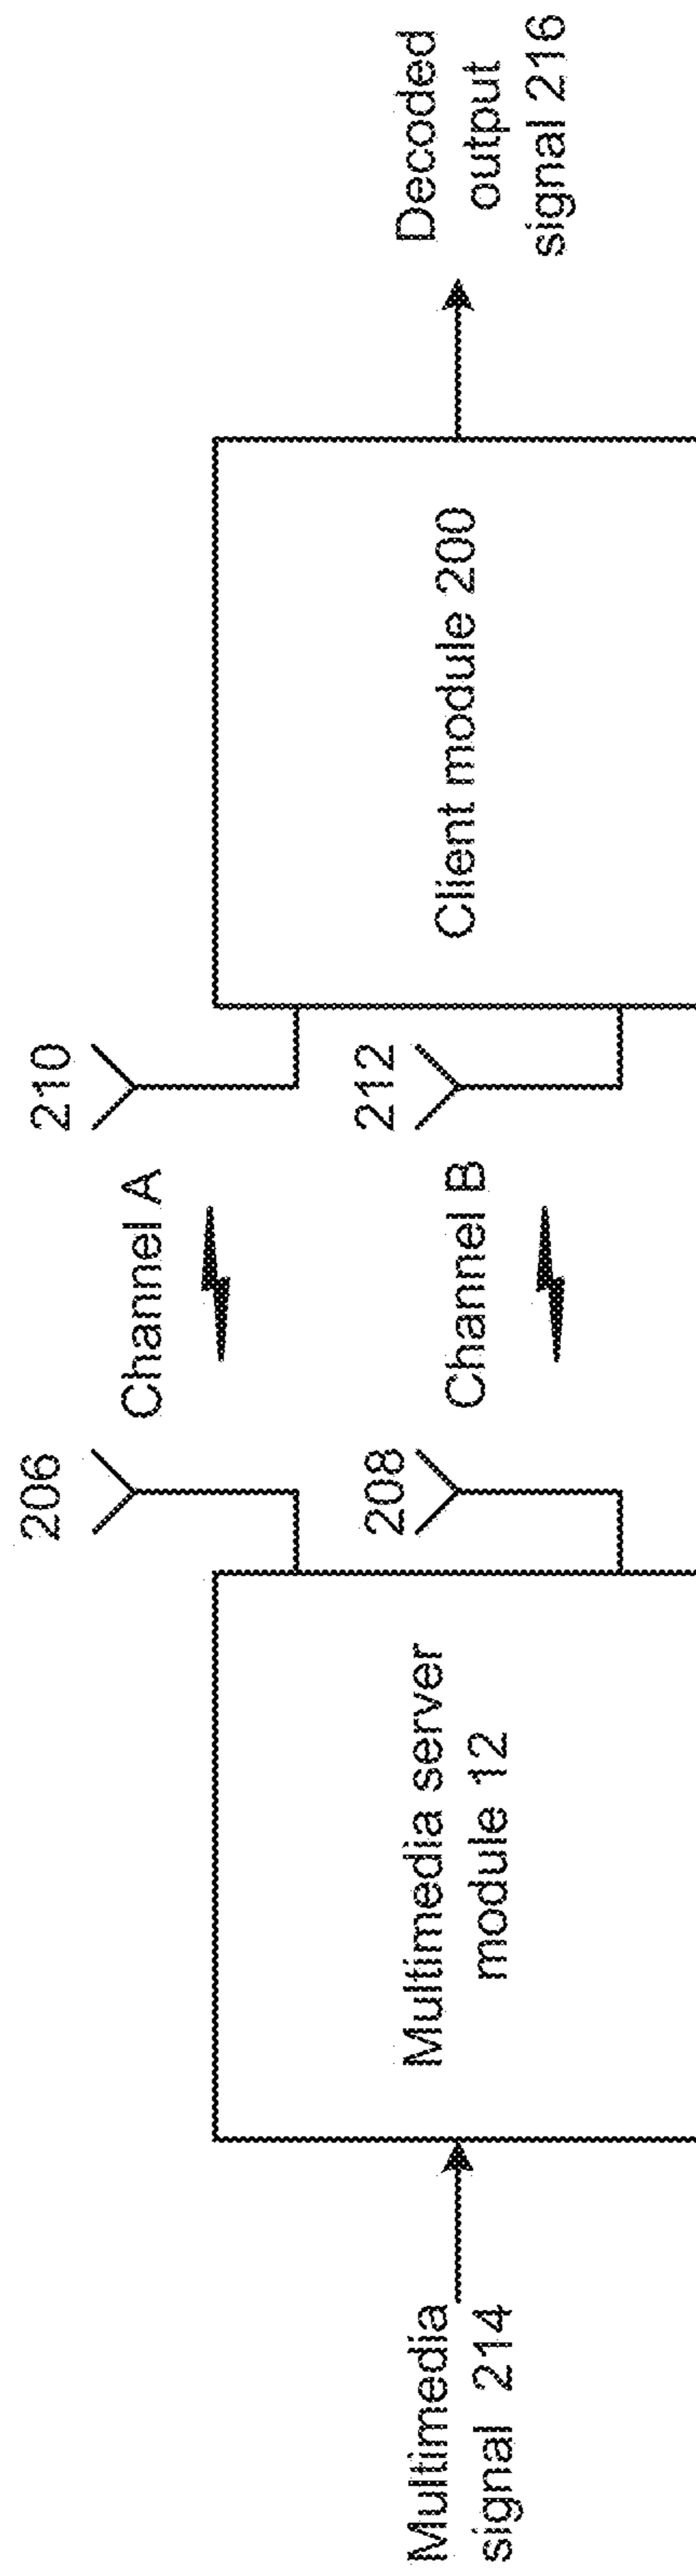 Multimedia
signal 214
Multimedia server
module 12
206
208
Channel A
Channel B
210
212
Client module 200
Decoded
output
signal 216